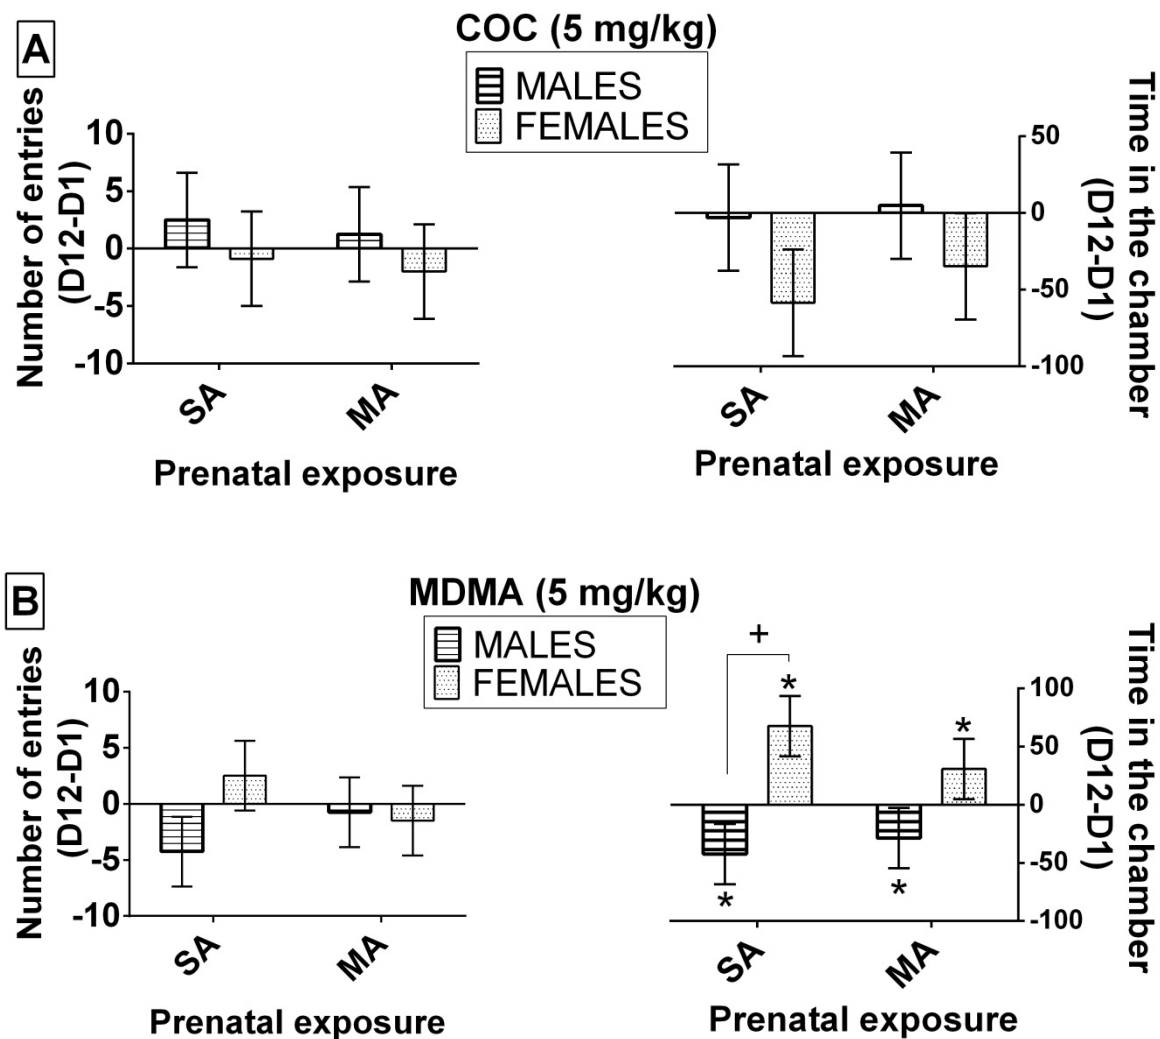 A
COC (5 mg/kg)
MALES
FEMALES
Number of entries
(D12-D1)
10
5
0
-5
-10
SA
MA
Prenatal exposure
Time in the chamber
(D12-D1)
50
0
-50
-100
SA
MA
Prenatal exposure
B
MDMA (5 mg/kg)
MALES
FEMALES
Number of entries
(D12-D1)
10
5
0
-5
-10
SA
MA
Prenatal exposure
+
*
*
*
*
Time in the chamber
(D12-D1)
100
50
0
-50
-100
SA
MA
Prenatal exposure